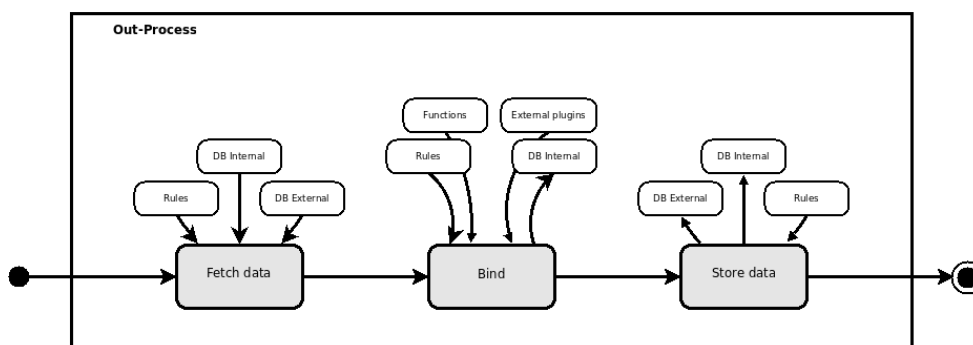 Out-Process
Functions
External plugins
DB Internal
Rules
DB Internal
DB Internal
Rules
DB External
DB External
Rules
Fetch data
Bind
Store data